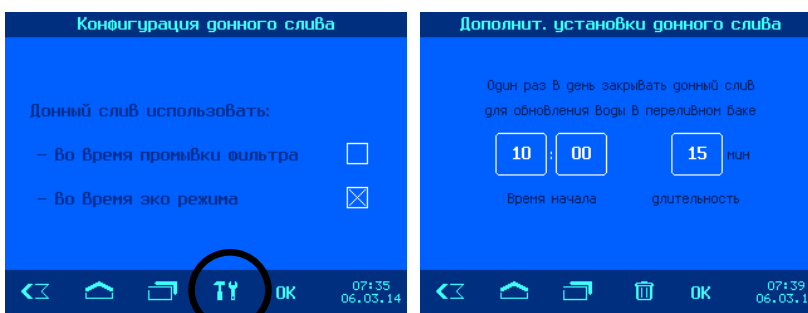 Конфигурация донного слива
Донный слив использовать:
- во время промывки фильтра
- во время эко режима
OK
07:35
06.03.14
Дополнит. установки донного слива
Один раз в день закрывать донный слив
для обновления воды в переливном баке
10 : 00 15 мин
Время начала длительность
OK
07:39
06.03.1